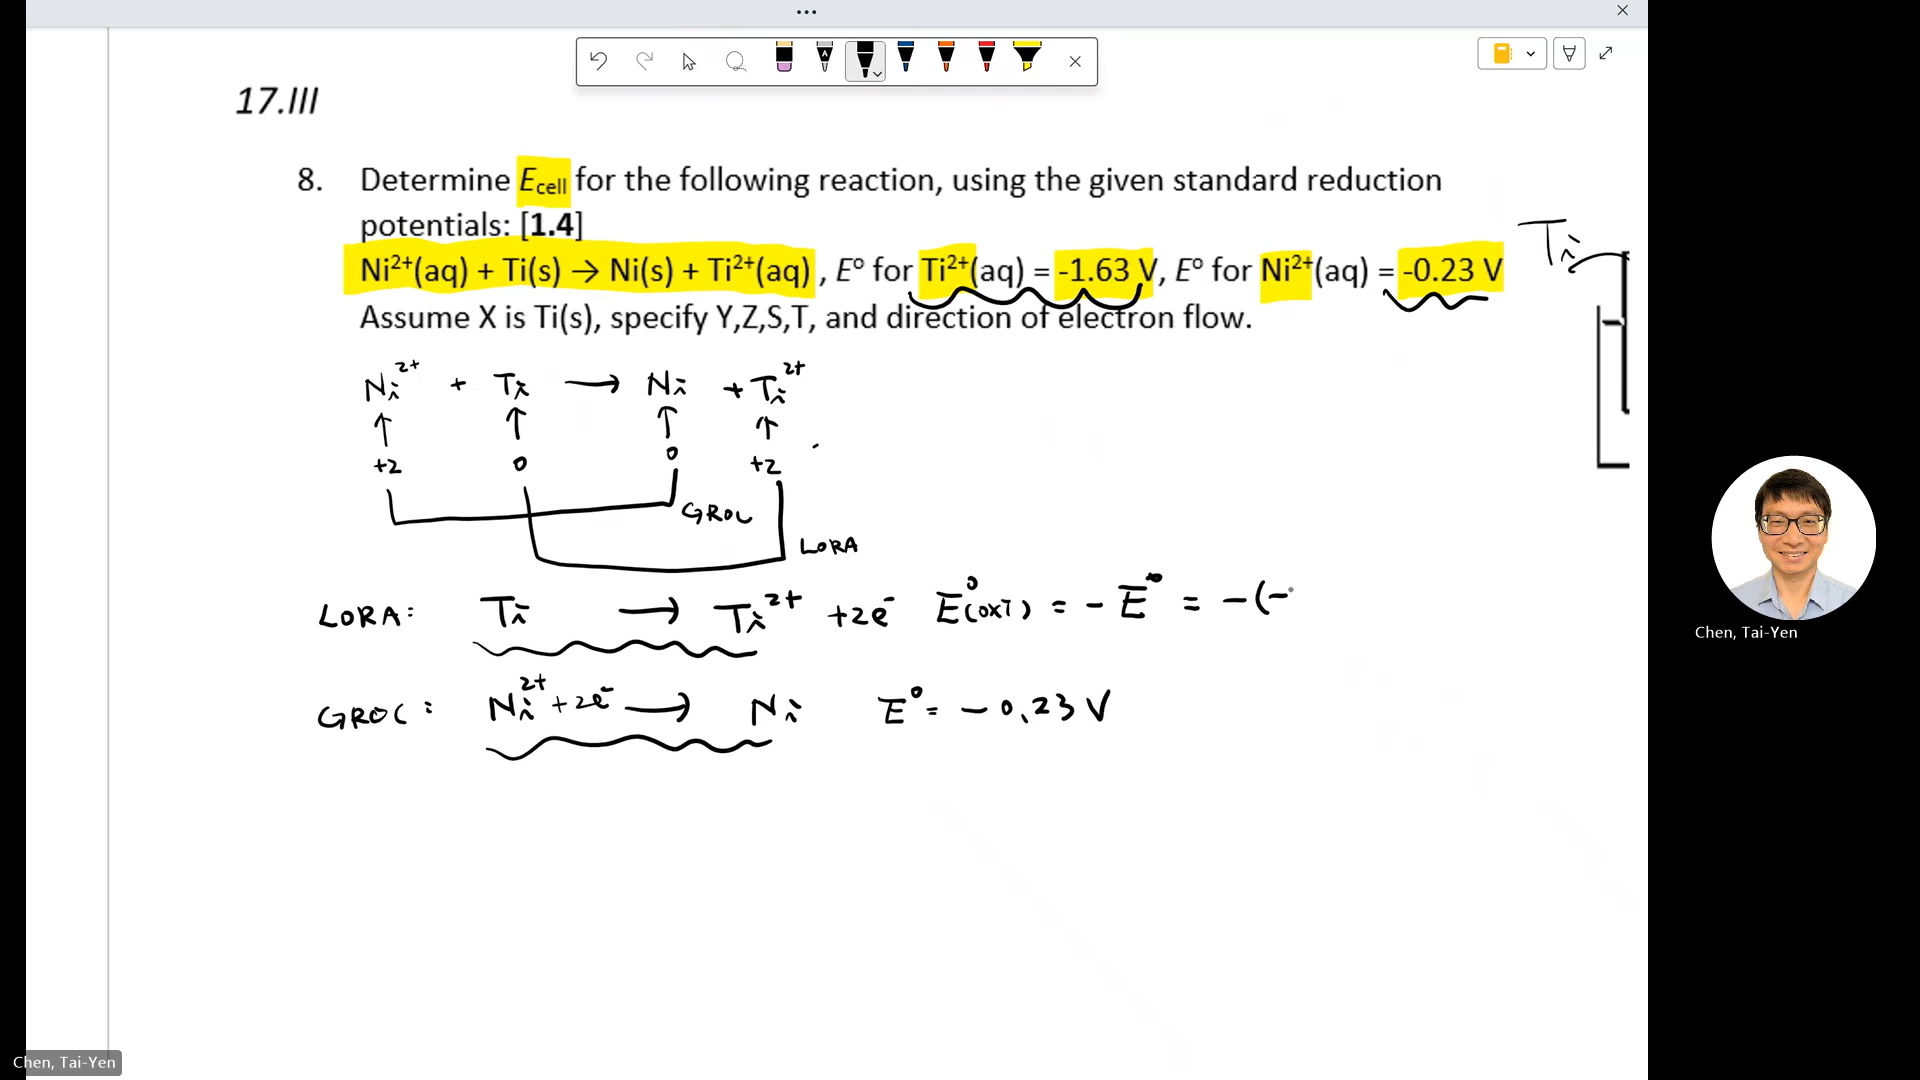 17.III
8. Determine Ecell for the following reaction, using the given standard reduction
potentials: [1.4]
Ni²⁺(aq) + Ti(s) → Ni(s) + Ti²⁺(aq) , E° for Ti²⁺(aq) = -1.63 V, E° for Ni²⁺(aq) = -0.23 V
Assume X is Ti(s), specify Y,Z,S,T, and direction of electron flow.
Ti
Ni²⁺ + Ti → Ni + Ti²⁺
↑ ↑ ↑ ↑
+2 0 0 +2
GROC
LORA
LORA: Ti → Ti²⁺ + 2e⁻ E°(OXI) = - E° = -(-
GROC: Ni²⁺ + 2e⁻ → Ni E° = -0.23 V
Chen, Tai-Yen
Chen, Tai-Yen